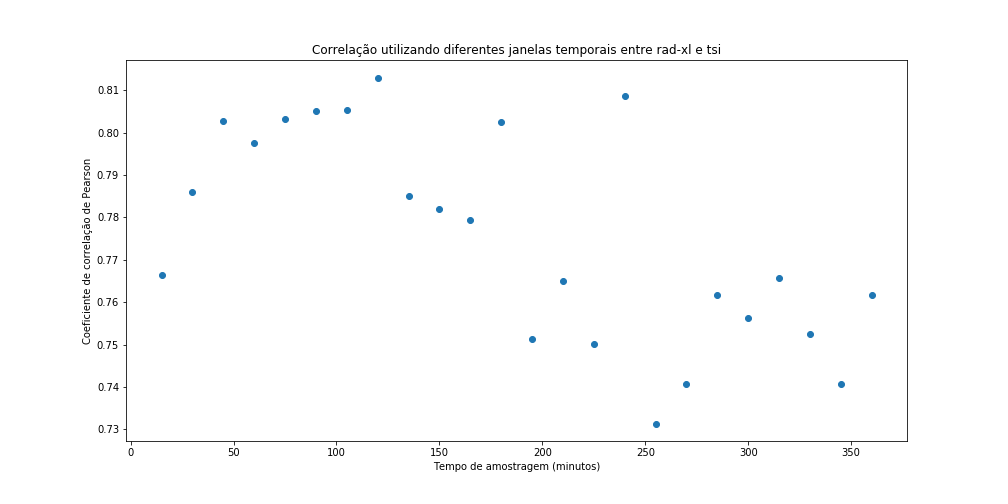 Correlação utilizando diferentes janelas temporais entre rad-xl e tsi
0.81
0.80
0.79
0.78
0.77
0.76
0.75
0.74
0.73
Coeficiente de correlação de Pearson
0 50 100 150 200 250 300 350
Tempo de amostragem (minutos)